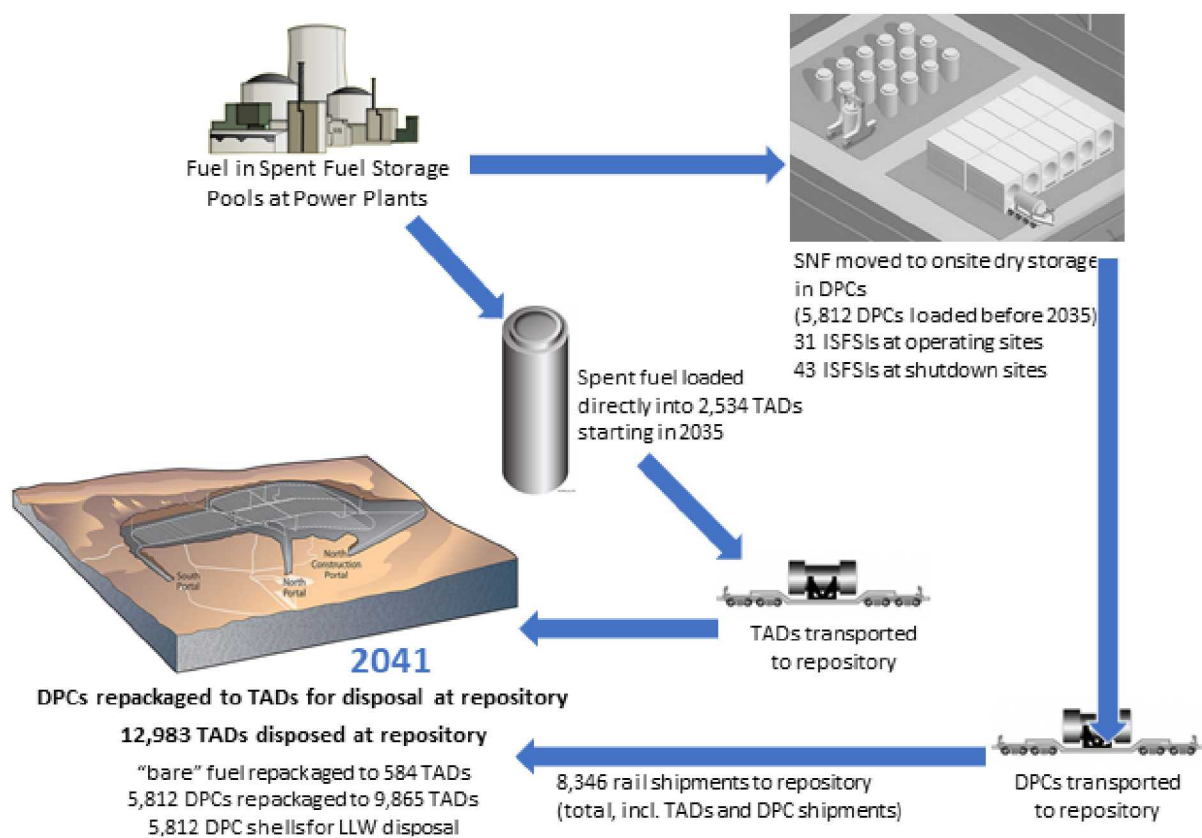 Fuel in Spent Fuel Storage
Pools at Power Plants
SNF moved to onsite dry storage
in DPCs
(5,812 DPCs loaded before 2035)
31 ISFSIs at operating sites
43 ISFSIs at shutdown sites
Spent fuel loaded
directly into 2,534 TADs
starting in 2035
South
Portal
North
Portal
North
Construction
Portal
TADs transported
to repository
2041
DPCs repackaged to TADs for disposal at repository
12,983 TADs disposed at repository
"bare" fuel repackaged to 584 TADs
5,812 DPCs repackaged to 9,865 TADs
5,812 DPC shells for LLW disposal
8,346 rail shipments to repository
(total, incl. TADs and DPC shipments)
DPCs transported
to repository